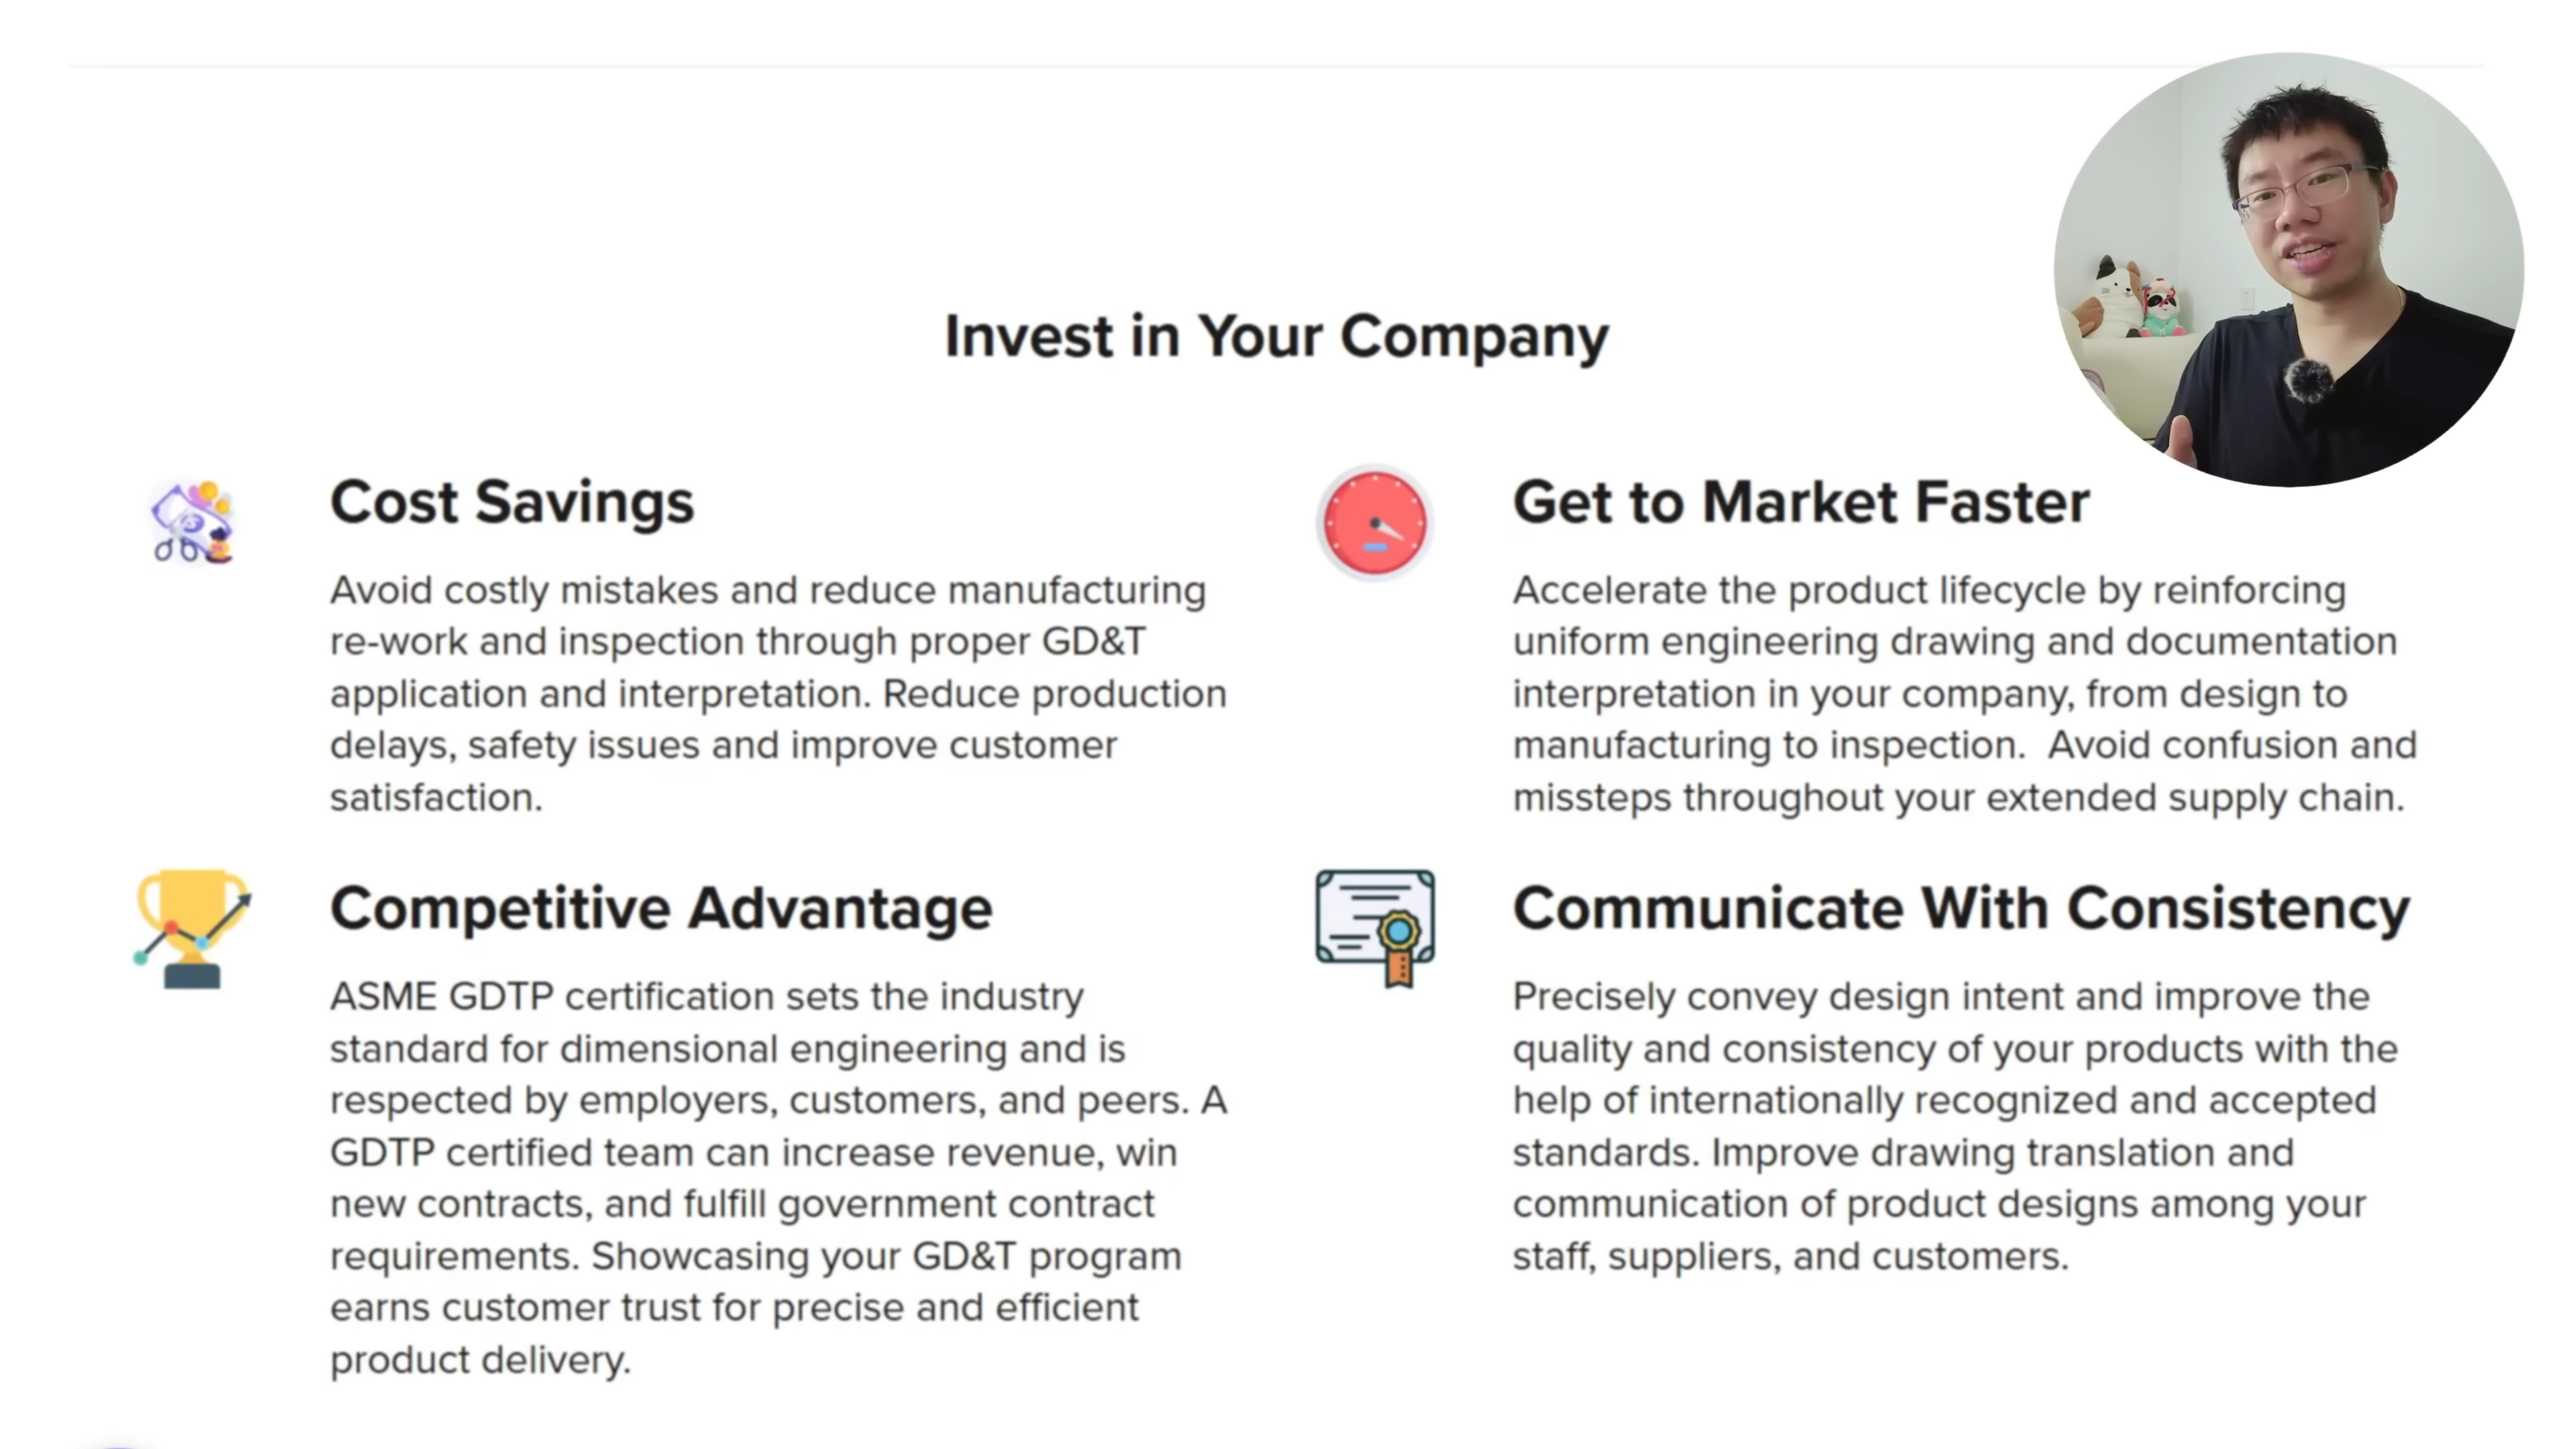 Invest in Your Company
Cost Savings
Avoid costly mistakes and reduce manufacturing
re-work and inspection through proper GD&T
application and interpretation. Reduce production
delays, safety issues and improve customer
satisfaction.
Get to Market Faster
Accelerate the product lifecycle by reinforcing
uniform engineering drawing and documentation
interpretation in your company, from design to
manufacturing to inspection.  Avoid confusion and
missteps throughout your extended supply chain.
Competitive Advantage
ASME GDTP certification sets the industry
standard for dimensional engineering and is
respected by employers, customers, and peers. A
GDTP certified team can increase revenue, win
new contracts, and fulfill government contract
requirements. Showcasing your GD&T program
earns customer trust for precise and efficient
product delivery.
Communicate With Consistency
Precisely convey design intent and improve the
quality and consistency of your products with the
help of internationally recognized and accepted
standards. Improve drawing translation and
communication of product designs among your
staff, suppliers, and customers.